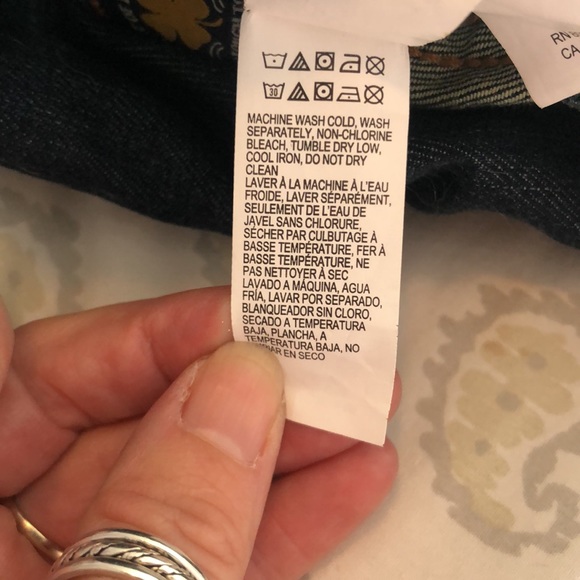 30
MACHINE WASH COLD, WASH
SEPARATELY, NON-CHLORINE
BLEACH, TUMBLE DRY LOW,
COOL IRON, DO NOT DRY
CLEAN
LAVER À LA MACHINE À L'EAU
FROIDE, LAVER SÉPARÉMENT,
SEULEMENT DE L'EAU DE
JAVEL SANS CHLORURE,
SÉCHER PAR CULBUTAGE À
BASSE TEMPÉRATURE, FER À
BASSE TEMPÉRATURE, NE
PAS NETTOYER À SEC
LAVADO A MÁQUINA, AGUA
FRÍA, LAVAR POR SEPARADO,
BLANQUEADOR SIN CLORO,
SECADO A TEMPERATURA
BAJA, PLANCHA, A
TEMPERATURA BAJA, NO
EN SECO
RN
CA